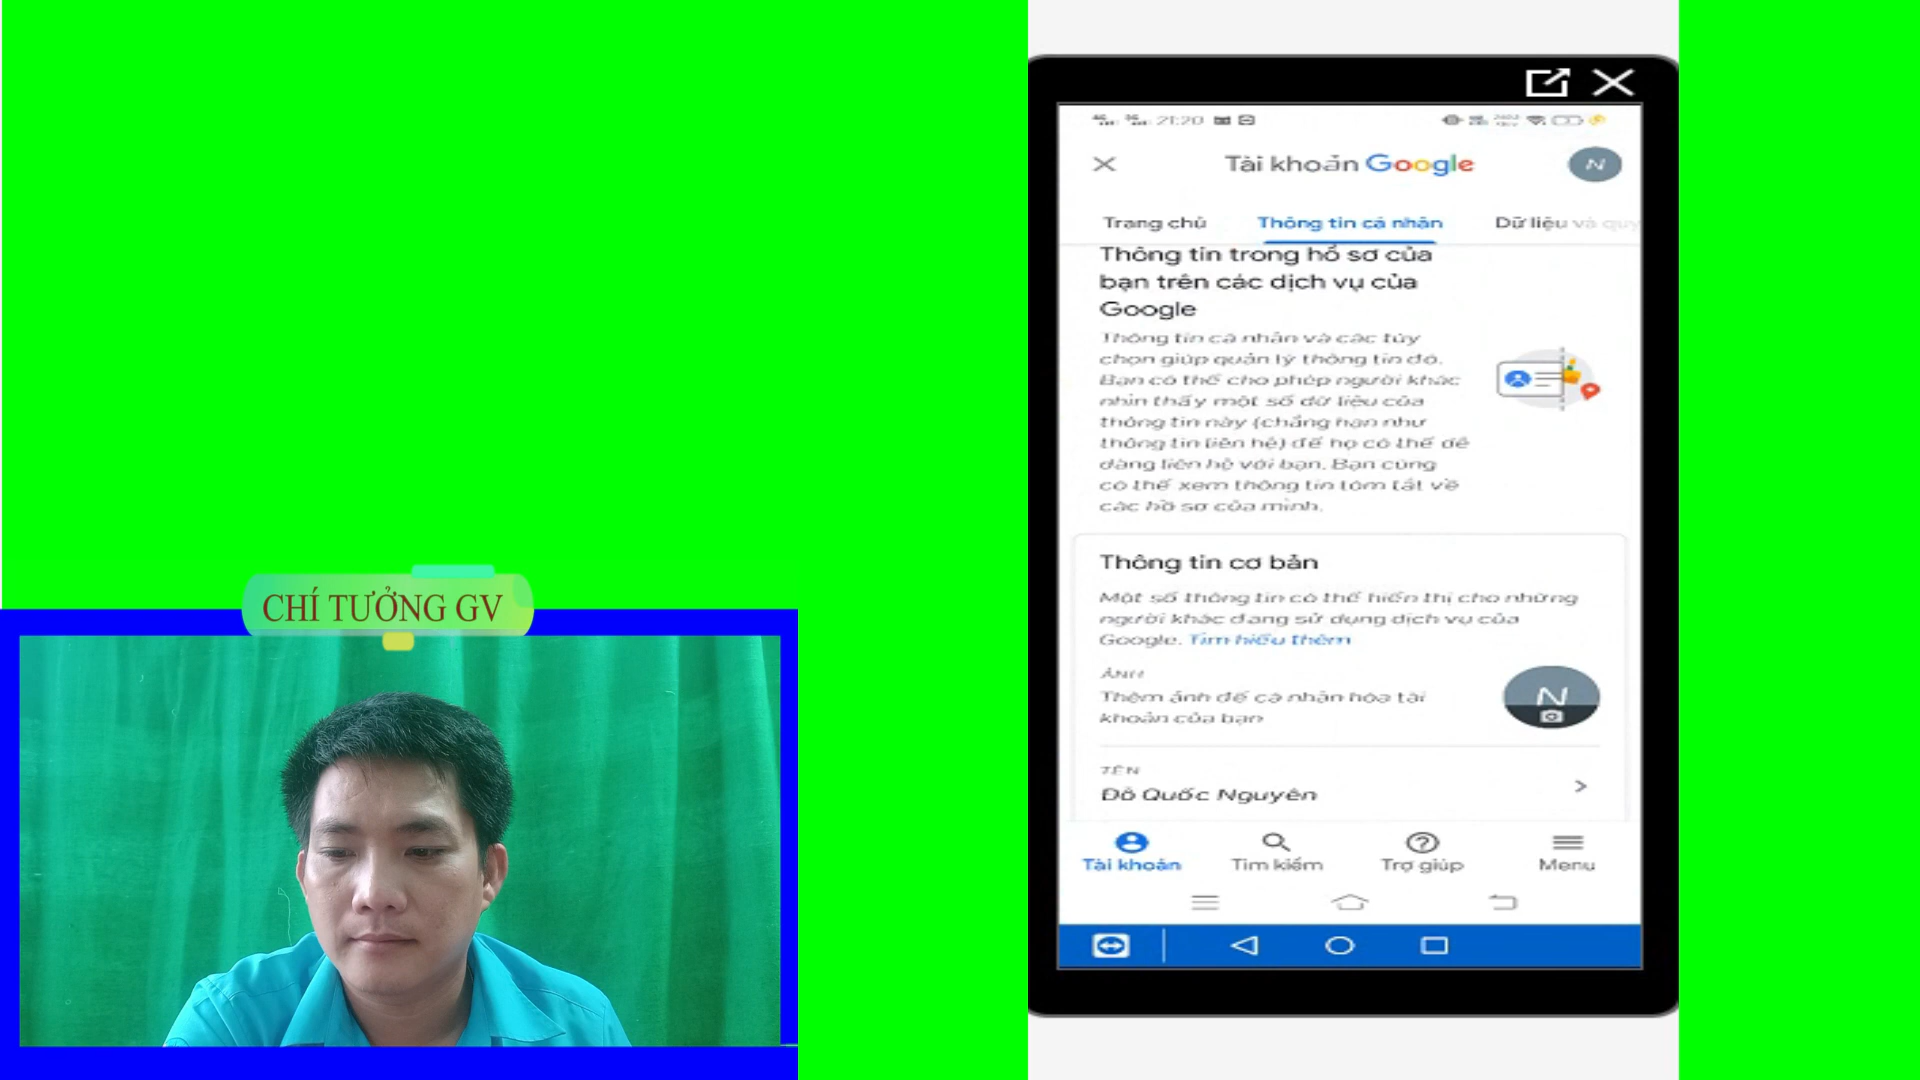 CHÍ TƯỞNG GV
21:20
Tài khoản Google
N
Trang chủ
Thông tin cá nhân
Dữ liệu và quy
Thông tin trong hồ sơ của
bạn trên các dịch vụ của
Google
Thông tin cá nhân và các tùy
chọn giúp quản lý thông tin đó.
Bạn có thể cho phép người khác
nhìn thấy một số dữ liệu của
thông tin này (chẳng hạn như
thông tin liên hệ) để họ có thể dễ
dàng liên hệ với bạn. Bạn cũng
có thể xem thông tin tóm tắt về
các hồ sơ của mình.
Thông tin cơ bản
Một số thông tin có thể hiển thị cho những
người khác đang sử dụng dịch vụ của
Google. Tìm hiểu thêm
ẢNH
Thêm ảnh để cá nhân hóa tài
khoản của bạn
N
TÊN
Đỗ Quốc Nguyên
Tài khoản
Tìm kiếm
Trợ giúp
Menu